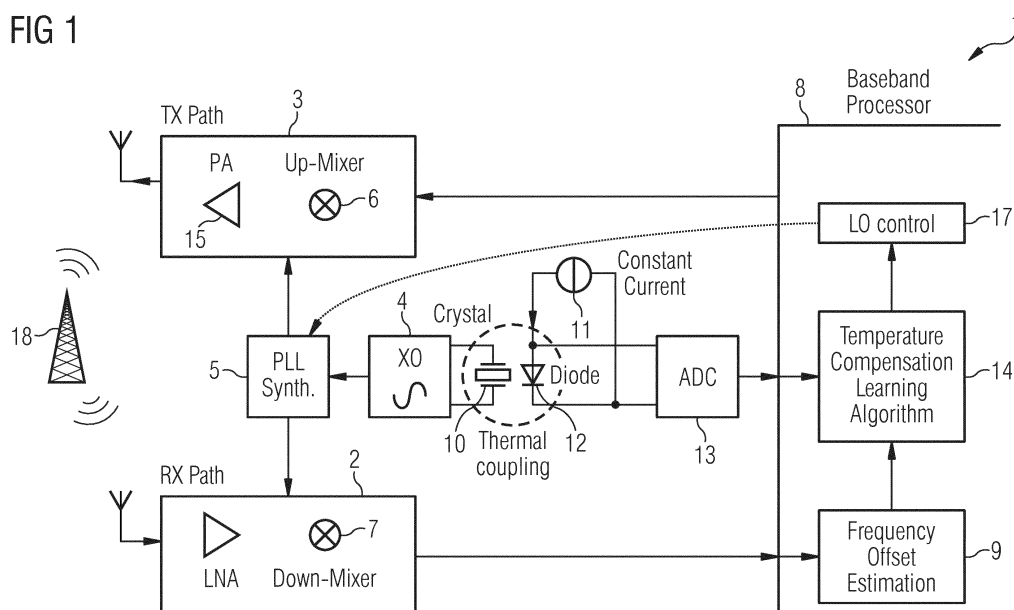 FIG 1
Baseband
Processor
8
TX Path
3
PA
Up-Mixer
15
6
LO control
17
Constant
Current
11
18
4
Crystal
5
PLL
Synth.
XO
Diode
ADC
Temperature
Compensation
Learning
Algorithm
14
10
12
13
Thermal
coupling
RX Path
2
LNA
7
Down-Mixer
Frequency
Offset
Estimation
9